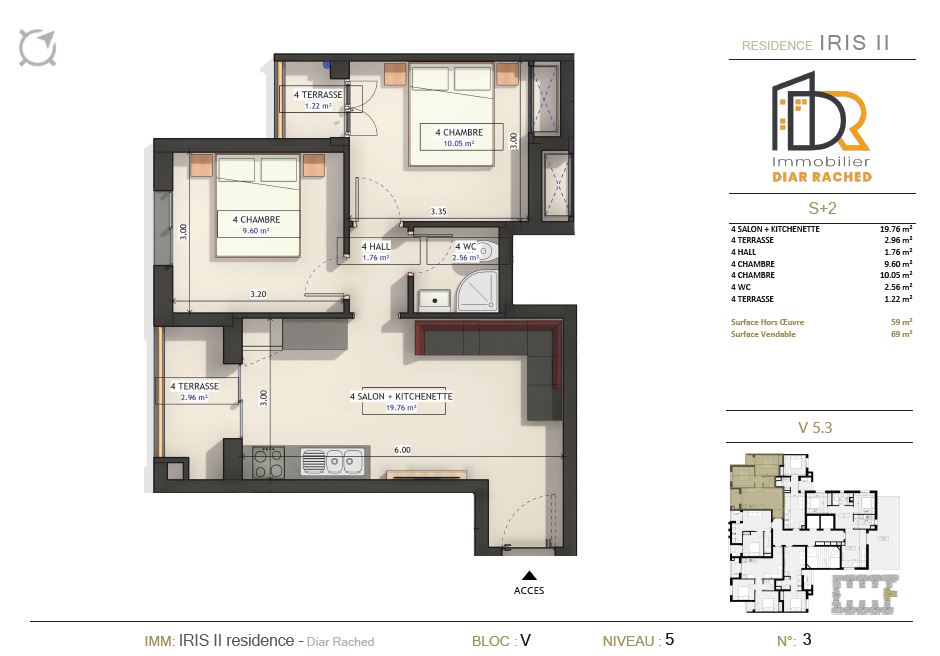 RESIDENCE IRIS II
Immobilier
DIAR RACHED
S+2
4 SALON + KITCHENETTE 19.76 m²
4 TERRASSE 2.96 m²
4 HALL 1.76 m²
4 CHAMBRE 9.60 m²
4 CHAMBRE 10.05 m²
4 WC 2.56 m²
4 TERRASSE 1.22 m²
Surface Hors Œuvre 59 m²
Surface Vendable 69 m²
V 5.3
4 TERRASSE
1.22 m²
4 CHAMBRE
10.05 m²
3.00
3.35
4 CHAMBRE
9.60 m²
3.00
3.20
4 HALL
1.76 m²
4 WC
2.56 m²
4 TERRASSE
2.96 m²
3.00
4 SALON + KITCHENETTE
19.76 m²
6.00
ACCES
IMM: IRIS II residence - Diar Rached BLOC : V NIVEAU : 5 N°: 3